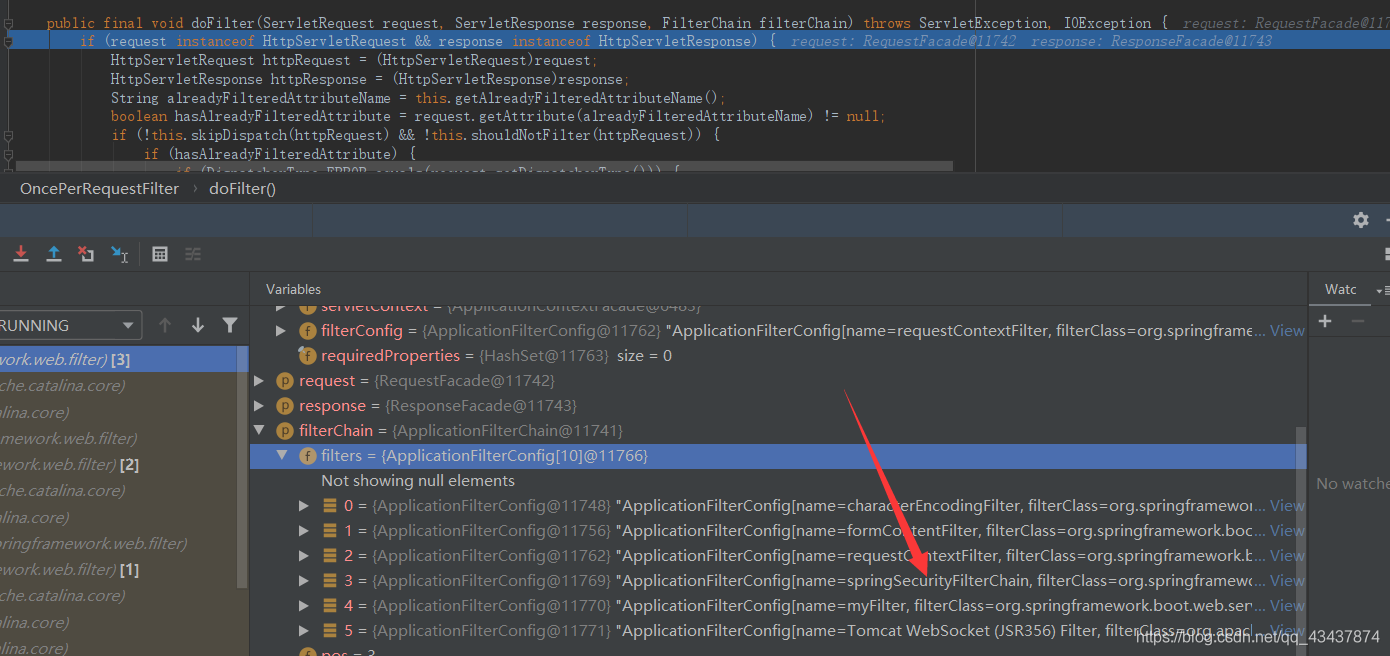 public final void doFilter(ServletRequest request, ServletResponse response, FilterChain filterChain) throws ServletException, IOException { request: RequestFacade@117
if (request instanceof HttpServletRequest && response instanceof HttpServletResponse) { request: RequestFacade@11742 response: ResponseFacade@11743
HttpServletRequest httpRequest = (HttpServletRequest)request;
HttpServletResponse httpResponse = (HttpServletResponse)response;
String alreadyFilteredAttributeName = this.getAlreadyFilteredAttributeName();
boolean hasAlreadyFilteredAttribute = request.getAttribute(alreadyFilteredAttributeName) != null;
if (!this.skipDispatch(httpRequest) && !this.shouldNotFilter(httpRequest)) {
if (hasAlreadyFilteredAttribute) {
if (DispatcherType.ERROR.equals(request.getDispatcherType())) {
OncePerRequestFilter › doFilter()
Variables
Watc
servletContext = {ApplicationContextFacade@6483}
RUNNING
filterConfig = {ApplicationFilterConfig@11762} "ApplicationFilterConfig[name=requestContextFilter, filterClass=org.springframe... View
work.web.filter) [3]
requiredProperties = {HashSet@11763} size = 0
che.catalina.core)
request = {RequestFacade@11742}
alina.core)
response = {ResponseFacade@11743}
mework.web.filter)
filterChain = {ApplicationFilterChain@11741}
ework.web.filter) [2]
filters = {ApplicationFilterConfig[10]@11766}
che.catalina.core)
Not showing null elements
No watche
alina.core)
0 = {ApplicationFilterConfig@11748} "ApplicationFilterConfig[name=characterEncodingFilter, filterClass=org.springframewor... View
pringframework.web.filter)
1 = {ApplicationFilterConfig@11756} "ApplicationFilterConfig[name=formContentFilter, filterClass=org.springframework.boc... View
ework.web.filter) [1]
2 = {ApplicationFilterConfig@11762} "ApplicationFilterConfig[name=requestContextFilter, filterClass=org.springframework.b... View
che.catalina.core)
3 = {ApplicationFilterConfig@11769} "ApplicationFilterConfig[name=springSecurityFilterChain, filterClass=org.springframewo... View
alina.core)
4 = {ApplicationFilterConfig@11770} "ApplicationFilterConfig[name=myFilter, filterClass=org.springframework.boot.web.ser... View
5 = {ApplicationFilterConfig@11771} "ApplicationFilterConfig[name=Tomcat WebSocket (JSR356) Filter, filterClass=org.apac... View
alina.core)
pos = 3
https://blog.csdn.net/qq_43437874